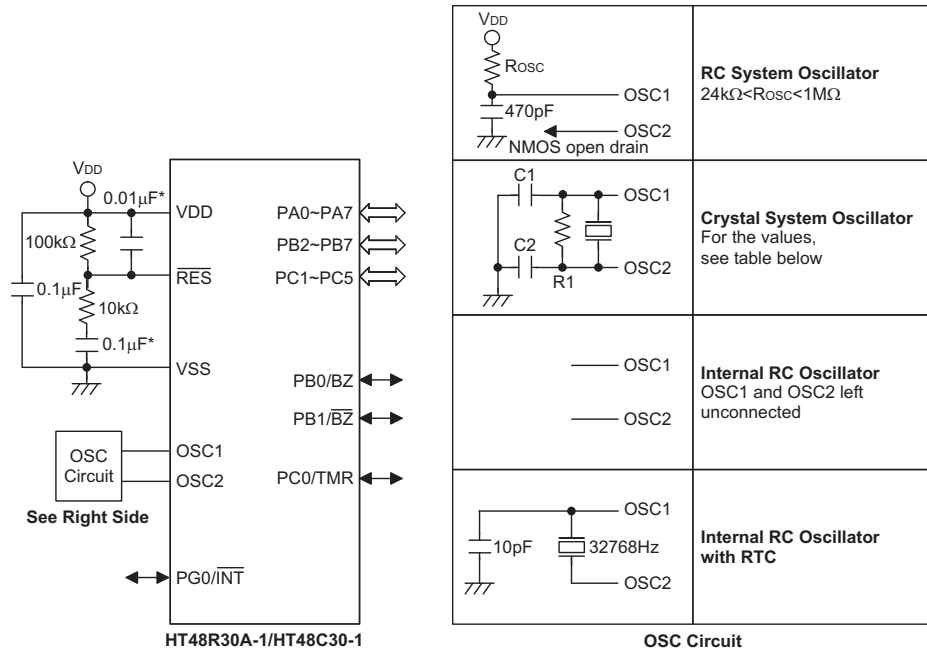 VDD
VDD
0.01μF*
100kΩ
0.1μF
10kΩ
0.1μF*
RES
VSS
OSC
Circuit
OSC1
OSC2
See Right Side
PG0/INT
PA0~PA7
PB2~PB7
PC1~PC5
PB0/BZ
PB1/BZ
PC0/TMR
HT48R30A-1/HT48C30-1
VDD
ROSC
OSC1
470pF
OSC2
NMOS open drain
RC System Oscillator
24kΩ<ROSC<1MΩ
C1
OSC1
C2
OSC2
R1
Crystal System Oscillator
For the values,
see table below
OSC1
OSC2
Internal RC Oscillator
OSC1 and OSC2 left
unconnected
OSC1
10pF
32768Hz
OSC2
Internal RC Oscillator
with RTC
OSC Circuit